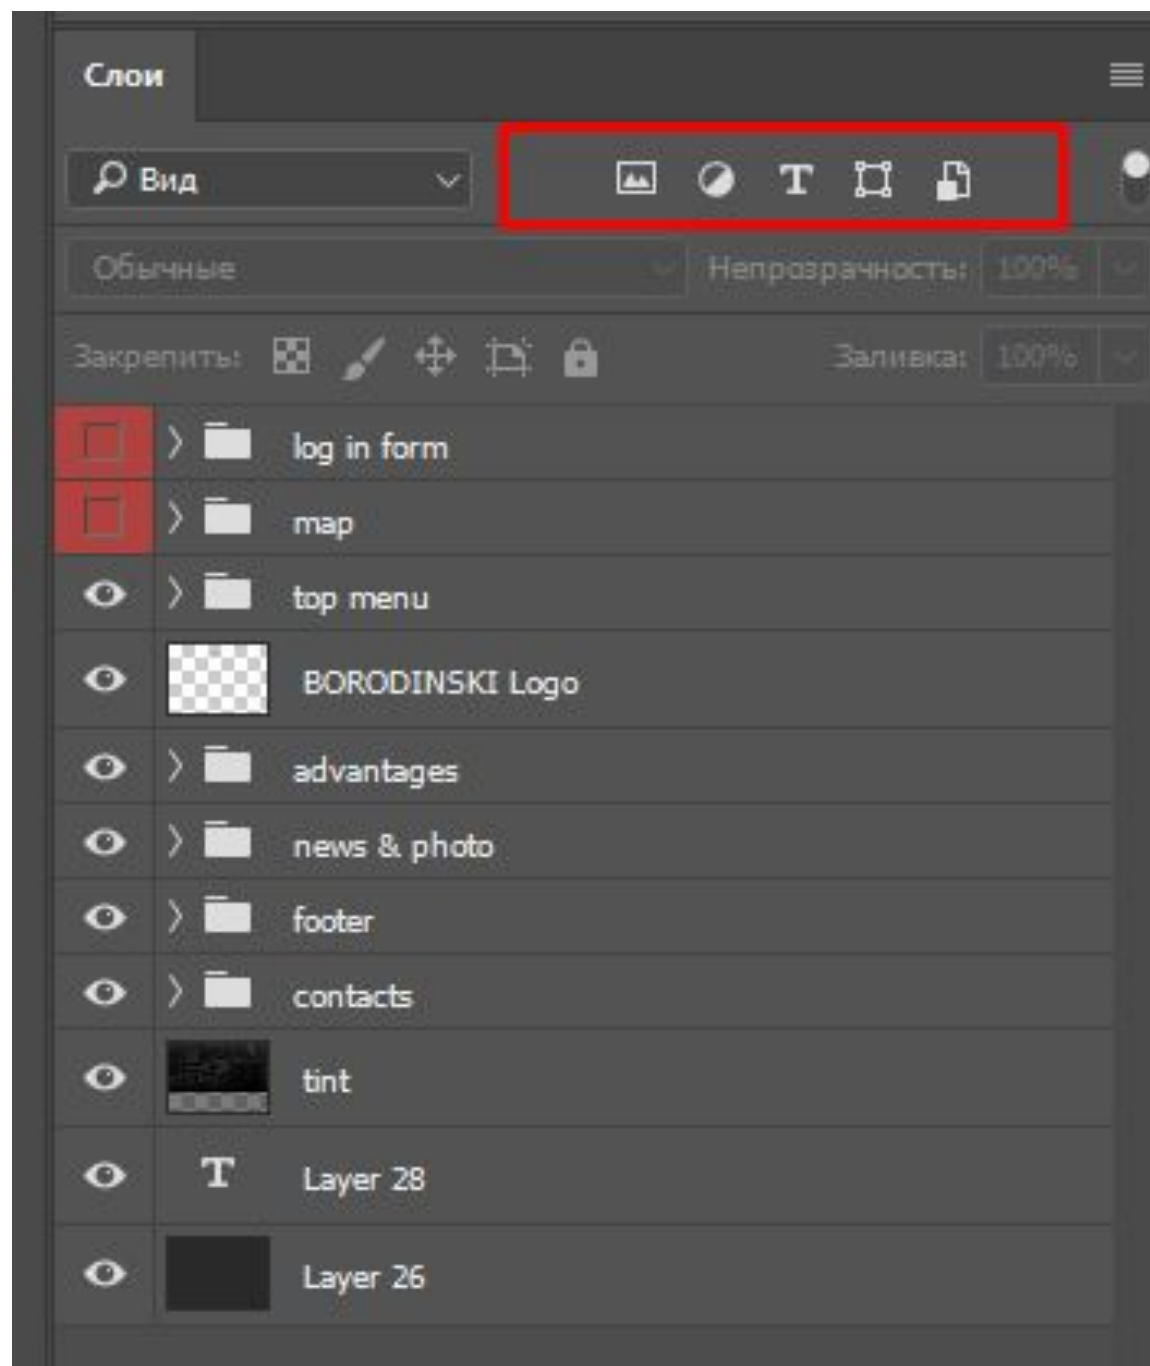 Слои
Вид
Обычные Непрозрачность: 100%
Закрепить: Заливка: 100%
log in form
map
top menu
BORODINSKI Logo
advantages
news & photo
footer
contacts
tint
T Layer 28
Layer 26